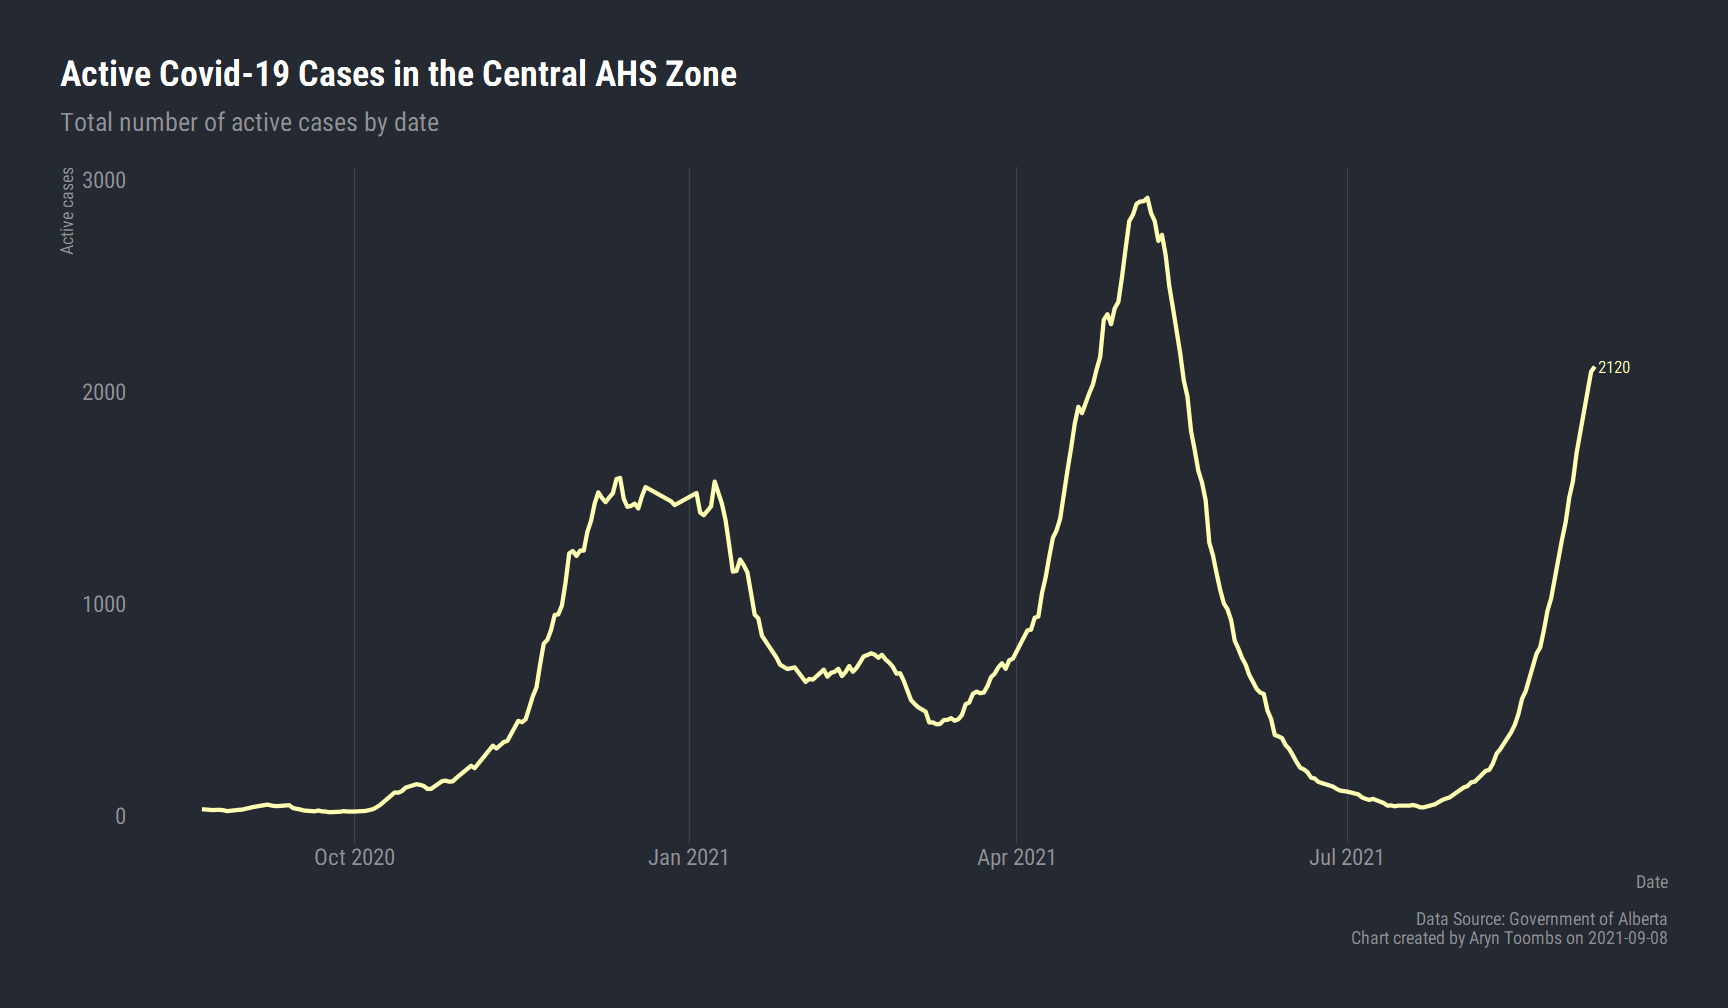 Active Covid-19 Cases in the Central AHS Zone
Total number of active cases by date
Active cases
3000
2000
1000
0
2120
Oct 2020
Jan 2021
Apr 2021
Jul 2021
Date
Data Source: Government of Alberta
Chart created by Aryn Toombs on 2021-09-08